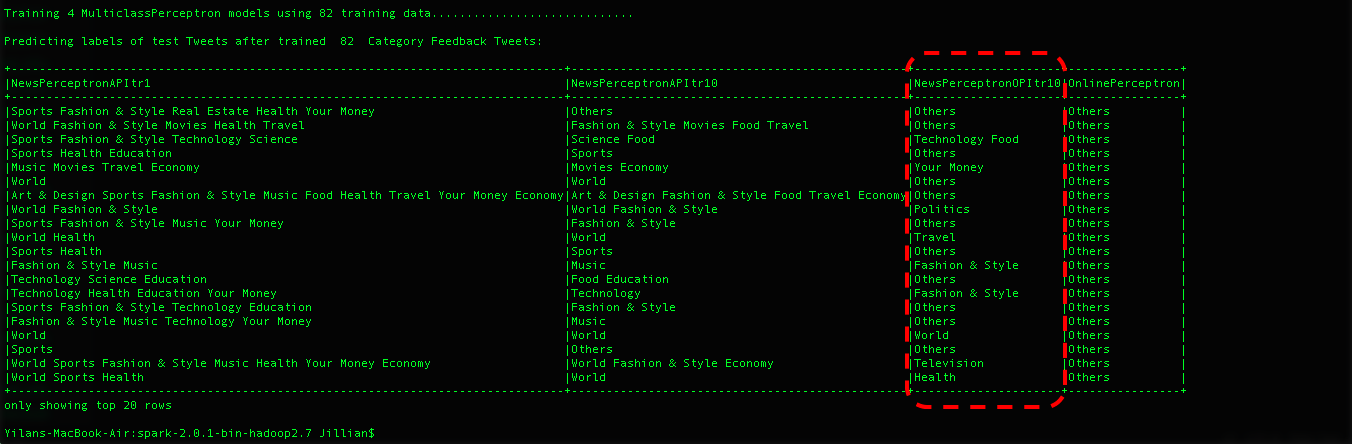 Training 4 MulticlassPerceptron models using 82 training data.............................
Predicting labels of test Tweets after trained  82  Category Feedback Tweets:
+-------------------------------------------------------------------------------+------------------------------------------------+---------------------+----------------+
|NewsPerceptronAPItr1                                                           |NewsPerceptronAPItr10                           |NewsPerceptronOPItr10|OnlinePerceptron|
+-------------------------------------------------------------------------------+------------------------------------------------+---------------------+----------------+
|Sports Fashion & Style Real Estate Health Your Money                           |Others                                          |Others               |Others          |
|World Fashion & Style Movies Health Travel                                     |Fashion & Style Movies Food Travel              |Others               |Others          |
|Sports Fashion & Style Technology Science                                      |Science Food                                    |Technology Food      |Others          |
|Sports Health Education                                                        |Sports                                          |Others               |Others          |
|Music Movies Travel Economy                                                    |Movies Economy                                  |Your Money           |Others          |
|World                                                                          |World                                           |Others               |Others          |
|Art & Design Sports Fashion & Style Music Food Health Travel Your Money Economy|Art & Design Fashion & Style Food Travel Economy|Others               |Others          |
|World Fashion & Style                                                          |World Fashion & Style                           |Politics             |Others          |
|Sports Fashion & Style Music Your Money                                        |Fashion & Style                                 |Others               |Others          |
|World Health                                                                   |World                                           |Travel               |Others          |
|Sports Health                                                                  |Sports                                          |Others               |Others          |
|Fashion & Style Music                                                          |Music                                           |Fashion & Style      |Others          |
|Technology Science Education                                                   |Food Education                                  |Others               |Others          |
|Technology Health Education Your Money                                         |Technology                                      |Fashion & Style      |Others          |
|Sports Fashion & Style Technology Education                                    |Fashion & Style                                 |Others               |Others          |
|Fashion & Style Music Technology Your Money                                    |Music                                           |Others               |Others          |
|World                                                                          |World                                           |World                |Others          |
|Sports                                                                         |Others                                          |Others               |Others          |
|World Sports Fashion & Style Music Health Your Money Economy                   |World Fashion & Style Economy                   |Television           |Others          |
|World Sports Health                                                            |World                                           |Health               |Others          |
+-------------------------------------------------------------------------------+------------------------------------------------+---------------------+----------------+
only showing top 20 rows
Yilans-MacBook-Air:spark-2.0.1-bin-hadoop2.7 Jillian$